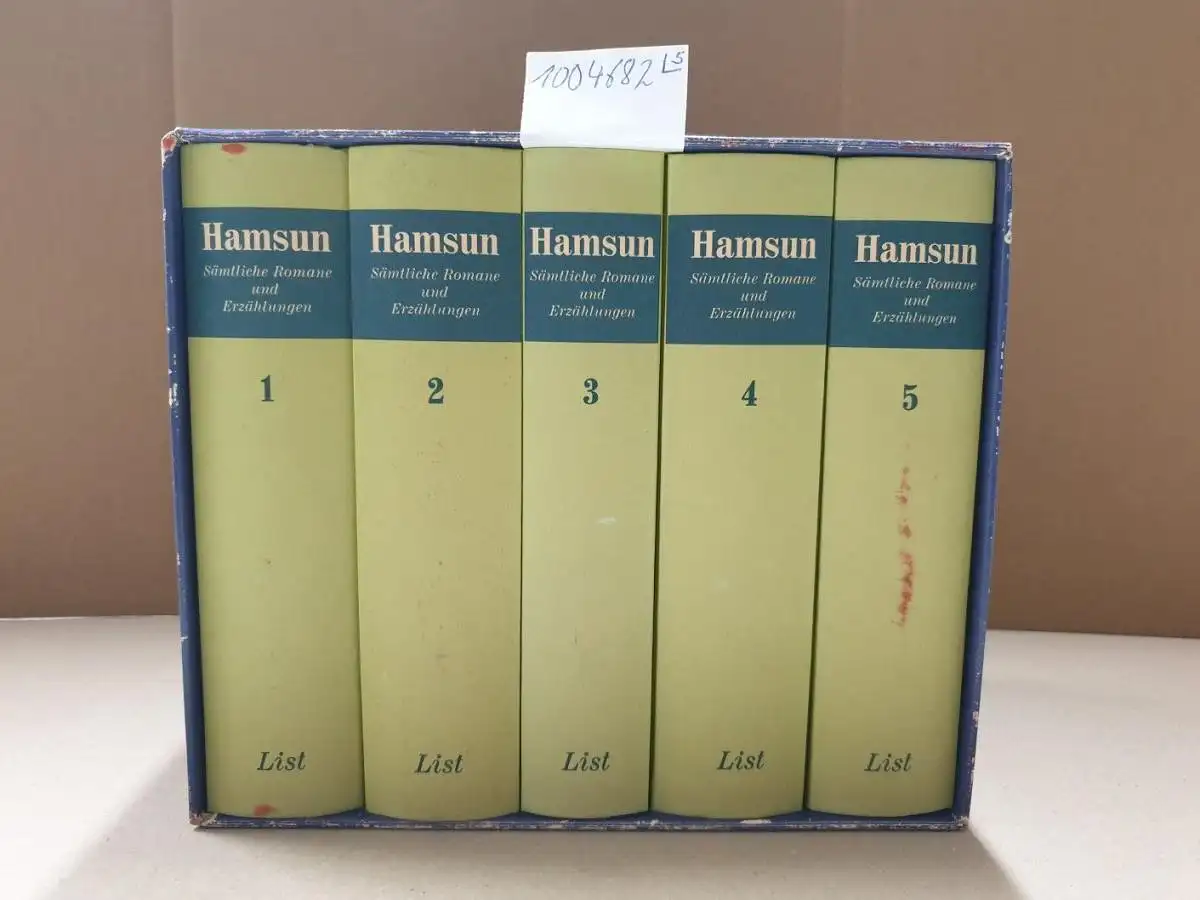 1004682 L5
Hamsun
Sämtliche Romane
und
Erzählungen
1
List
Hamsun
Sämtliche Romane
und
Erzählungen
2
List
Hamsun
Sämtliche Romane
und
Erzählungen
3
List
Hamsun
Sämtliche Romane
und
Erzählungen
4
List
Hamsun
Sämtliche Romane
und
Erzählungen
5
List